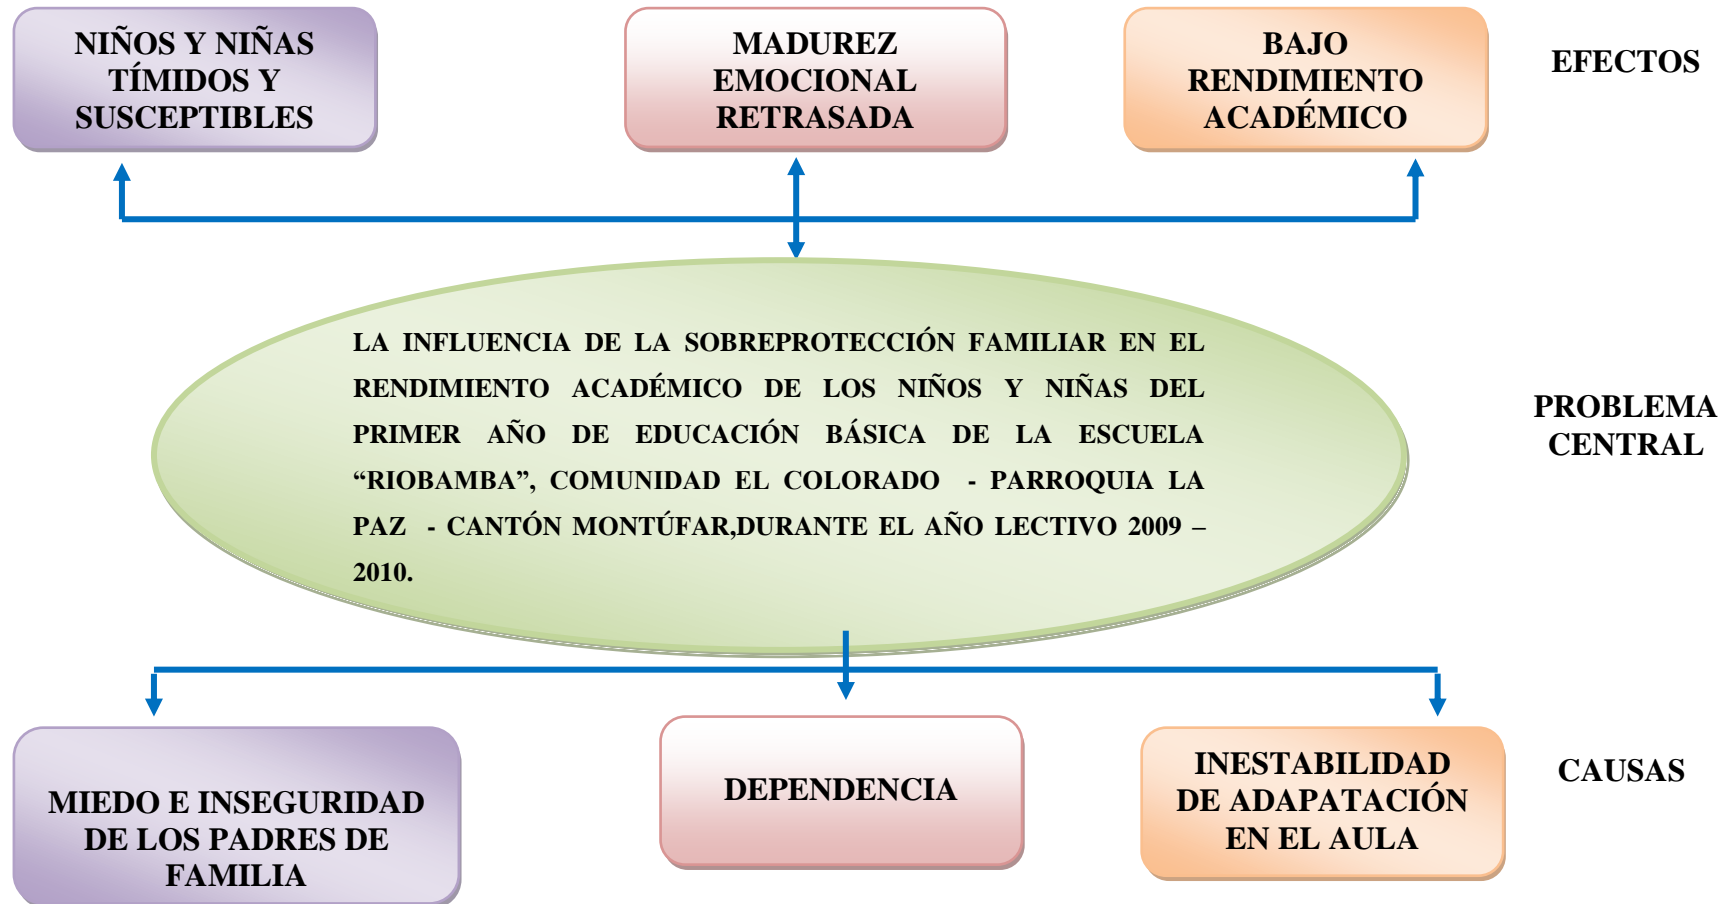 NIÑOS Y NIÑAS
TÍMIDOS Y
SUSCEPTIBLES
MADUREZ
EMOCIONAL
RETRASADA
BAJO
RENDIMIENTO
ACADÉMICO
EFECTOS
LA INFLUENCIA DE LA SOBREPROTECCIÓN FAMILIAR EN EL
RENDIMIENTO ACADÉMICO DE LOS NIÑOS Y NIÑAS DEL
PRIMER AÑO DE EDUCACIÓN BÁSICA DE LA ESCUELA
“RIOBAMBA”, COMUNIDAD EL COLORADO - PARROQUIA LA
PAZ - CANTÓN MONTÚFAR,DURANTE EL AÑO LECTIVO 2009 –
2010.
PROBLEMA
CENTRAL
MIEDO E INSEGURIDAD
DE LOS PADRES DE
FAMILIA
DEPENDENCIA
INESTABILIDAD
DE ADAPATACIÓN
EN EL AULA
CAUSAS